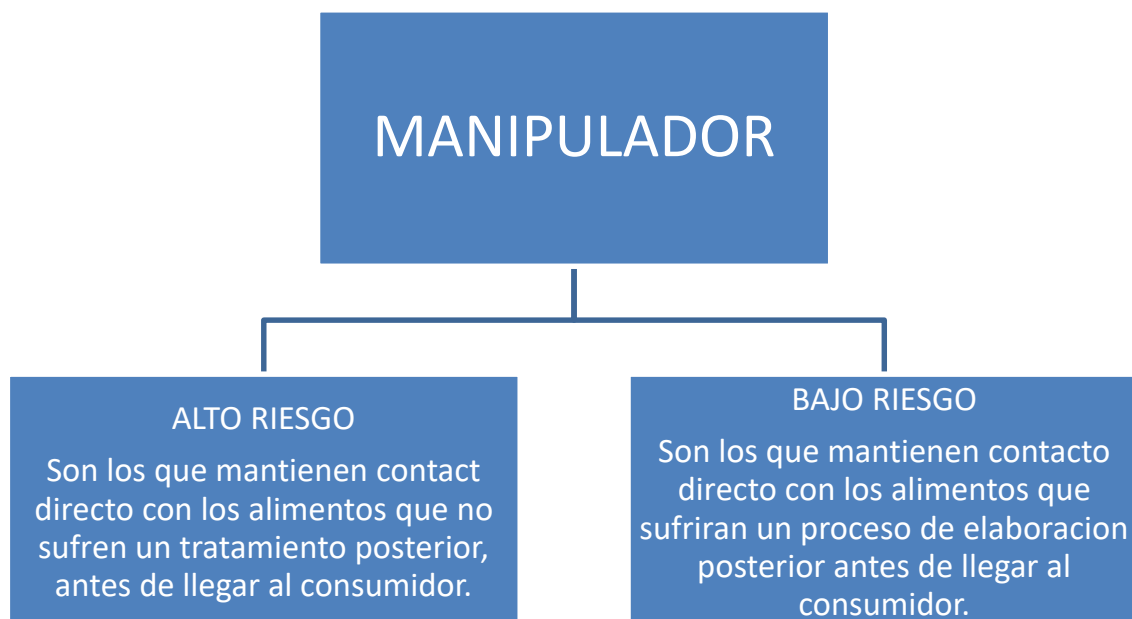 MANIPULADOR
ALTO RIESGO
Son los que mantienen contact
directo con los alimentos que no
sufren un tratamiento posterior,
antes de llegar al consumidor.
BAJO RIESGO
Son los que mantienen contacto
directo con los alimentos que
sufriran un proceso de elaboracion
posterior antes de llegar al
consumidor.